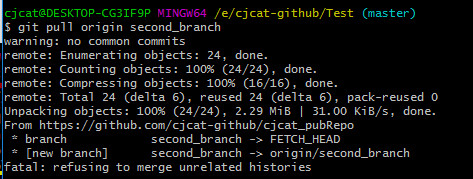 cjcat@DESKTOP-CG3IF9P MINGW64 /e/cjcat-github/Test (master)
$ git pull origin second_branch
warning: no common commits
remote: Enumerating objects: 24, done.
remote: Counting objects: 100% (24/24), done.
remote: Compressing objects: 100% (16/16), done.
remote: Total 24 (delta 6), reused 24 (delta 6), pack-reused 0
Unpacking objects: 100% (24/24), 2.29 MiB | 31.00 KiB/s, done.
From https://github.com/cjcat-github/cjcat_pubRepo
 * branch            second_branch -> FETCH_HEAD
 * [new branch]      second_branch -> origin/second_branch
fatal: refusing to merge unrelated histories